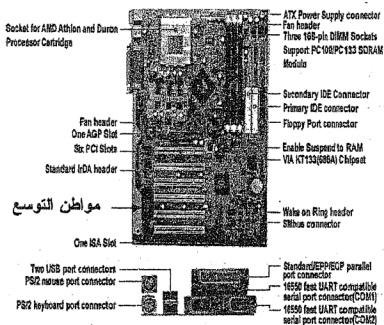 Socket for AMD Athlon and Duron
Processor Cartridge
Fan header
One AGP Slot
Six PCI Slots
Standard IrDA header
مواطن التوسع
One ISA Slot
ATX Power Supply connector
Fan header
Three 168-pin DIMM Sockets
Support PC100/PC133 SDRAM
Module
Secondary IDE Connector
Primary IDE connector
Floppy Port connector
Enable Suspend to RAM
VIA KT133(686A) Chipset
Wake on Ring header
SMbus connector
Two USB port connectors
PS/2 mouse port connector
PS/2 keyboard port connector
Standard/EPP/ECP parallel
port connector
16550 fast UART compatible
serial port connector(COM1)
16550 fast UART compatible
serial port connector(COM2)